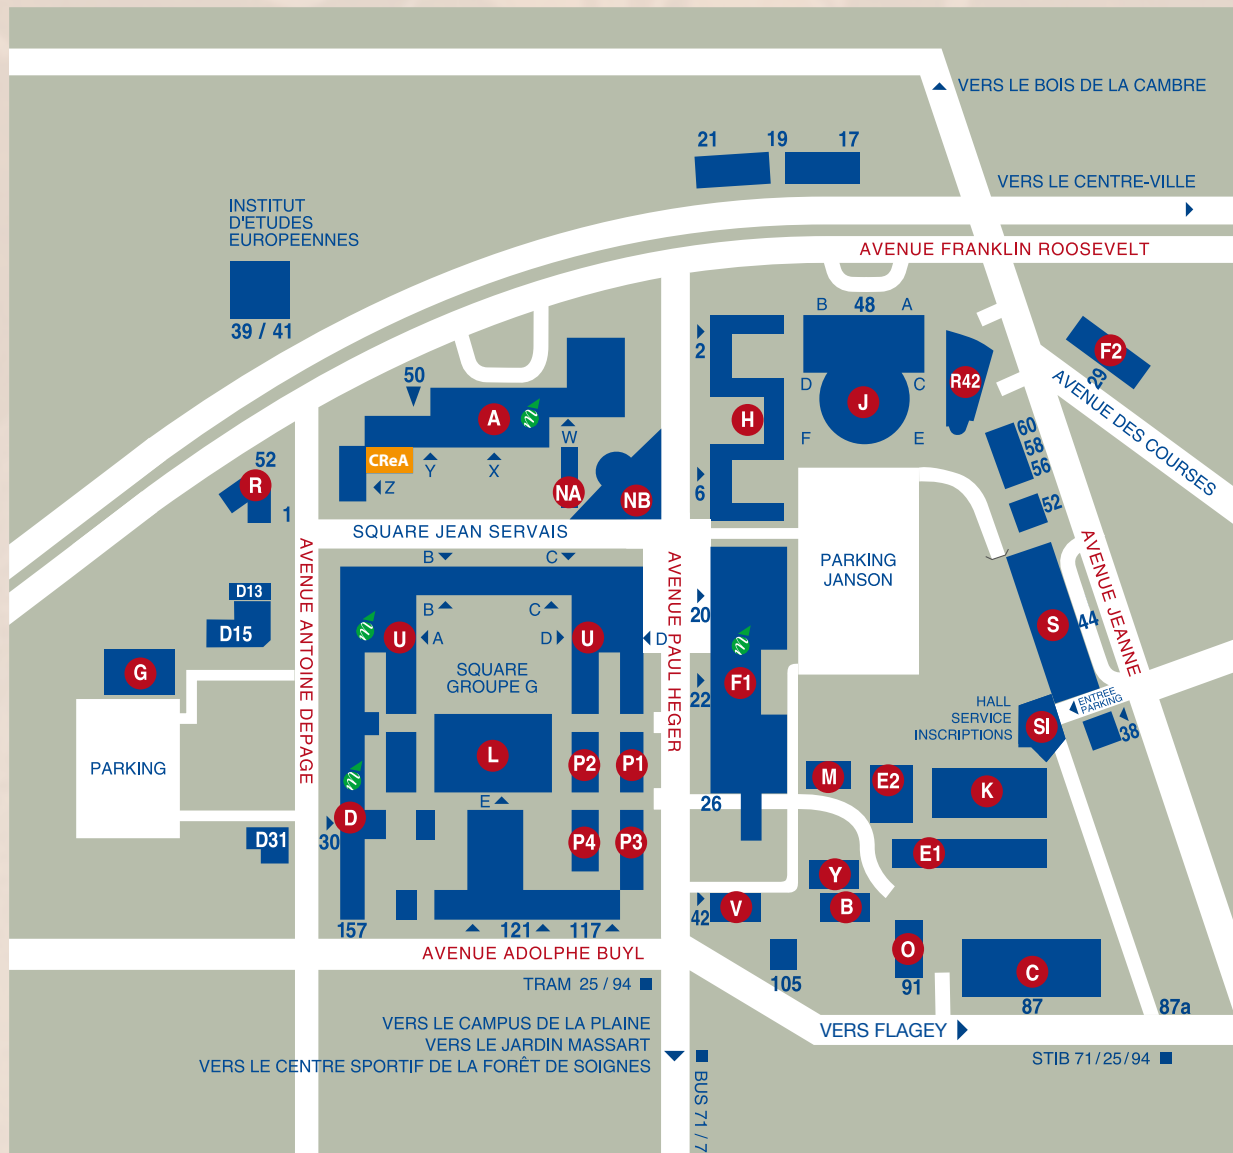 VERS LE BOIS DE LA CAMBRE
21
19
17
VERS LE CENTRE-VILLE
INSTITUT
D'ETUDES
EUROPEENNES
39 / 41
AVENUE FRANKLIN ROOSEVELT
B
48
A
2
D
C
J
F
E
R42
F2
29
AVENUE DES COURSES
50
A
W
H
CReA
Y
X
Z
6
NA
NB
60
58
56
52
52
R
1
SQUARE JEAN SERVAIS
B
C
AVENUE ANTOINE DEPAGE
AVENUE PAUL HEGER
PARKING
JANSON
AVENUE JEANNE
D13
D15
B
C
20
U
A
D
U
D
S
44
G
SQUARE
GROUPE G
F1
22
HALL
SERVICE
INSCRIPTIONS
SI
ENTREE
PARKING
38
PARKING
L
P2
P1
M
E2
K
E
26
D
30
D31
P4
P3
E1
Y
V
42
B
157
121
117
O
C
AVENUE ADOLPHE BUYL
TRAM 25 / 94
105
91
87
87a
VERS LE CAMPUS DE LA PLAINE
VERS LE JARDIN MASSART
VERS LE CENTRE SPORTIF DE LA FORÊT DE SOIGNES
VERS FLAGEY
STIB 71 / 25 / 94
BUS 71 / 7